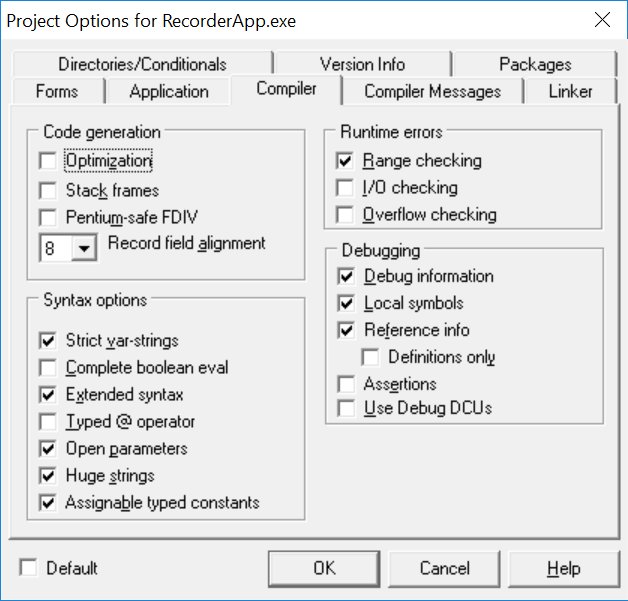 Project Options for RecorderApp.exe
Directories/Conditionals Version Info Packages
Forms Application Compiler Compiler Messages Linker
Code generation
Optimization
Stack frames
Pentium-safe FDIV
8 Record field alignment
Runtime errors
Range checking
I/O checking
Overflow checking
Syntax options
Strict var-strings
Complete boolean eval
Extended syntax
Typed @ operator
Open parameters
Huge strings
Assignable typed constants
Debugging
Debug information
Local symbols
Reference info
Definitions only
Assertions
Use Debug DCUs
Default OK Cancel Help